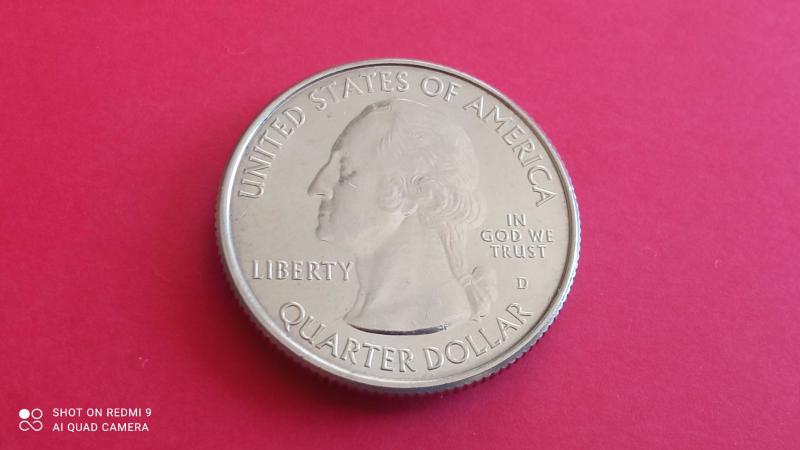 UNITED STATES OF AMERICA
LIBERTY
IN
GOD WE
TRUST
D
QUARTER DOLLAR
SHOT ON REDMI 9
AI QUAD CAMERA